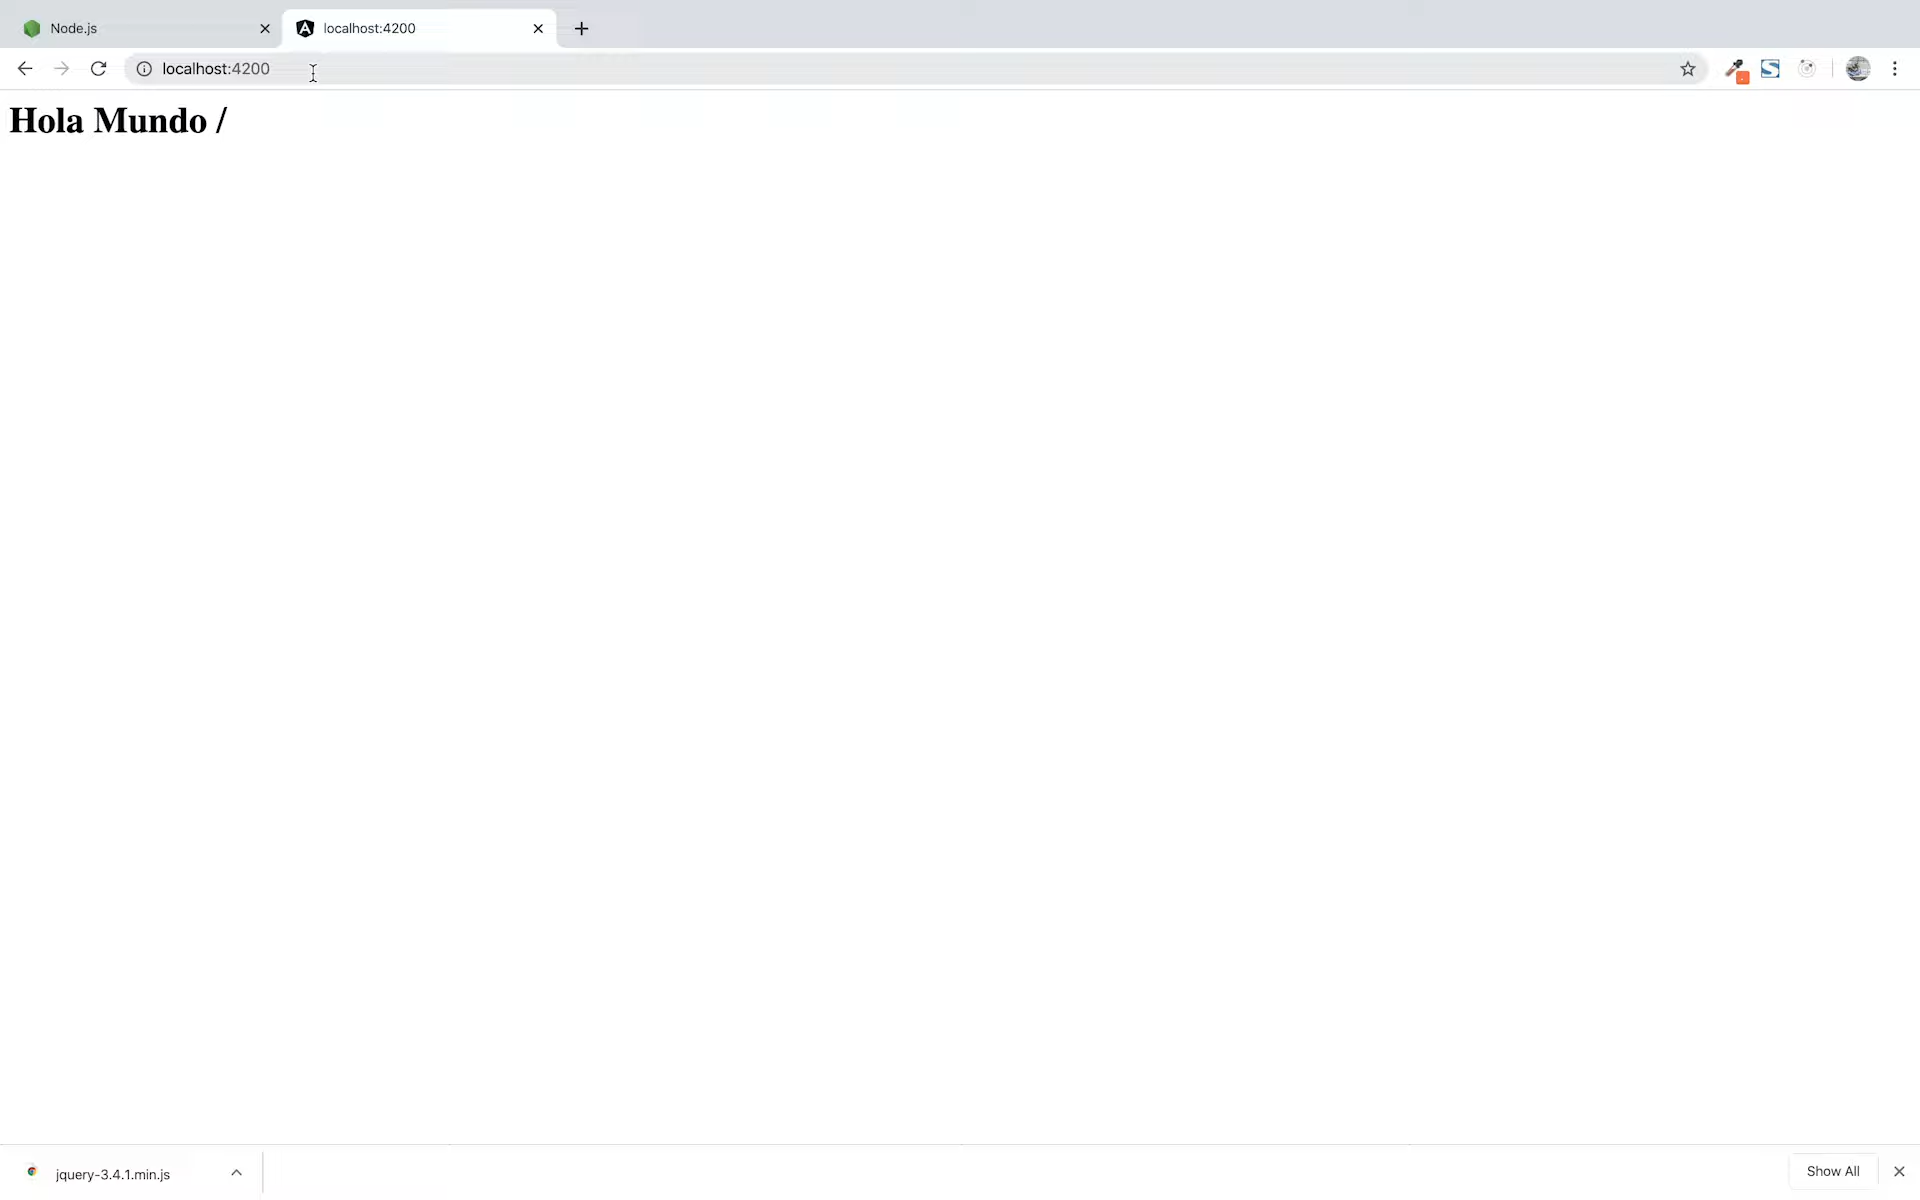 Node.js
localhost:4200
localhost:4200
Hola Mundo /
jquery-3.4.1.min.js
Show All